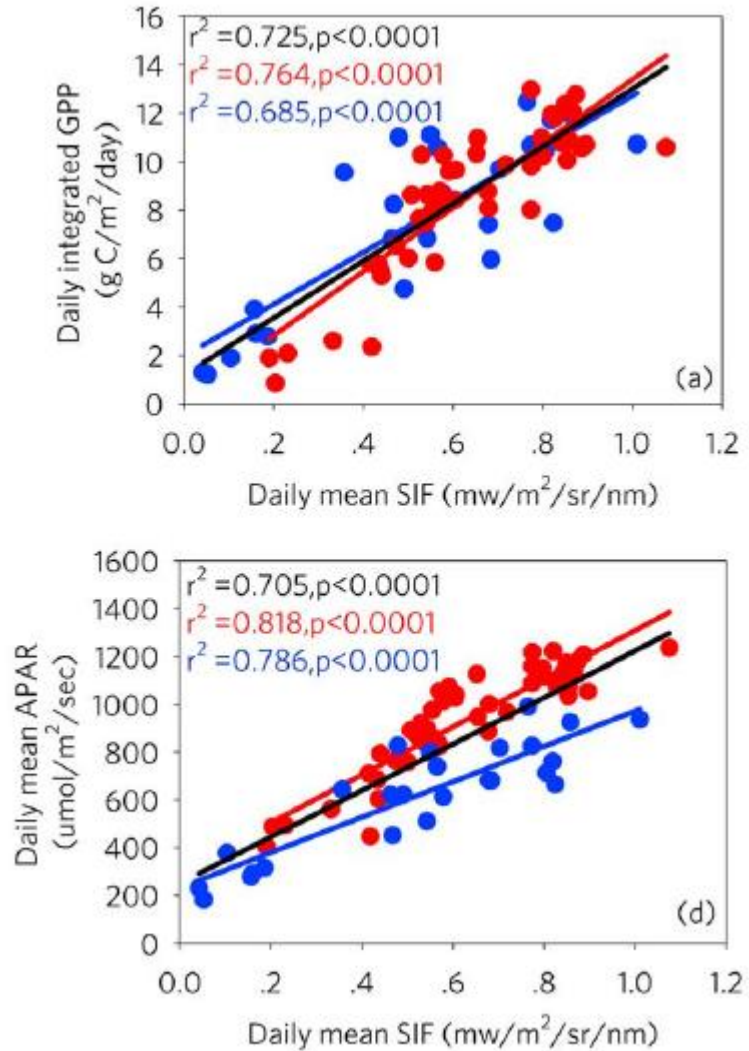 r² =0.725,p<0.0001
r² =0.764,p<0.0001
r² =0.685,p<0.0001
16
14
12
10
8
6
4
2
0
Daily integrated GPP
(g C/m²/day)
(a)
0.0 .2 .4 .6 .8 1.0 1.2
Daily mean SIF (mw/m²/sr/nm)
r² =0.705,p<0.0001
r² =0.818,p<0.0001
r² =0.786,p<0.0001
1600
1400
1200
1000
800
600
400
200
0
Daily mean APAR
(umol/m²/sec)
(d)
0.0 .2 .4 .6 .8 1.0 1.2
Daily mean SIF (mw/m²/sr/nm)